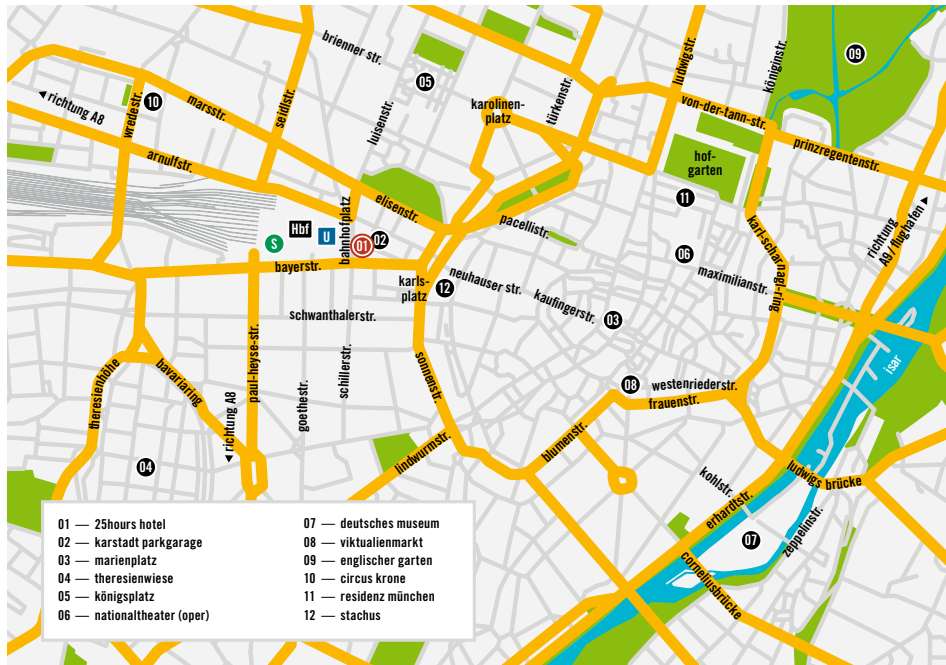 brienner str.
05
türkenstr.
ludwigstr.
königinstr.
09
◀ richtung A8
wredestr.
10
marsstr.
seidlstr.
luisenstr.
karolinen-
platz
von-der-tann-str.
prinzregentenstr.
arnulfstr.
hof-
garten
11
elisenstr.
pacellistr.
karl-scharnagl-ring
richtung
A9 / flughafen ▶
S
Hbf
U
bahnhofplatz
01
02
06
bayerstr.
karls-
platz
12
neuhauser str.
kaufingerstr.
03
maximilianstr.
schwanthalerstr.
isar
theresienhöhe
bavariaring
◀ richtung A8
paul-heyse-str.
goethestr.
schillerstr.
sonnenstr.
08
westenriederstr.
frauenstr.
04
lindwurmstr.
blumenstr.
kohlstr.
erhardtstr.
ludwigs brücke
07
zeppelinstr.
corneliusbrücke
01 — 25hours hotel
02 — karstadt parkgarage
03 — marienplatz
04 — theresienwiese
05 — königsplatz
06 — nationaltheater (oper)
07 — deutsches museum
08 — viktualienmarkt
09 — englischer garten
10 — circus krone
11 — residenz münchen
12 — stachus